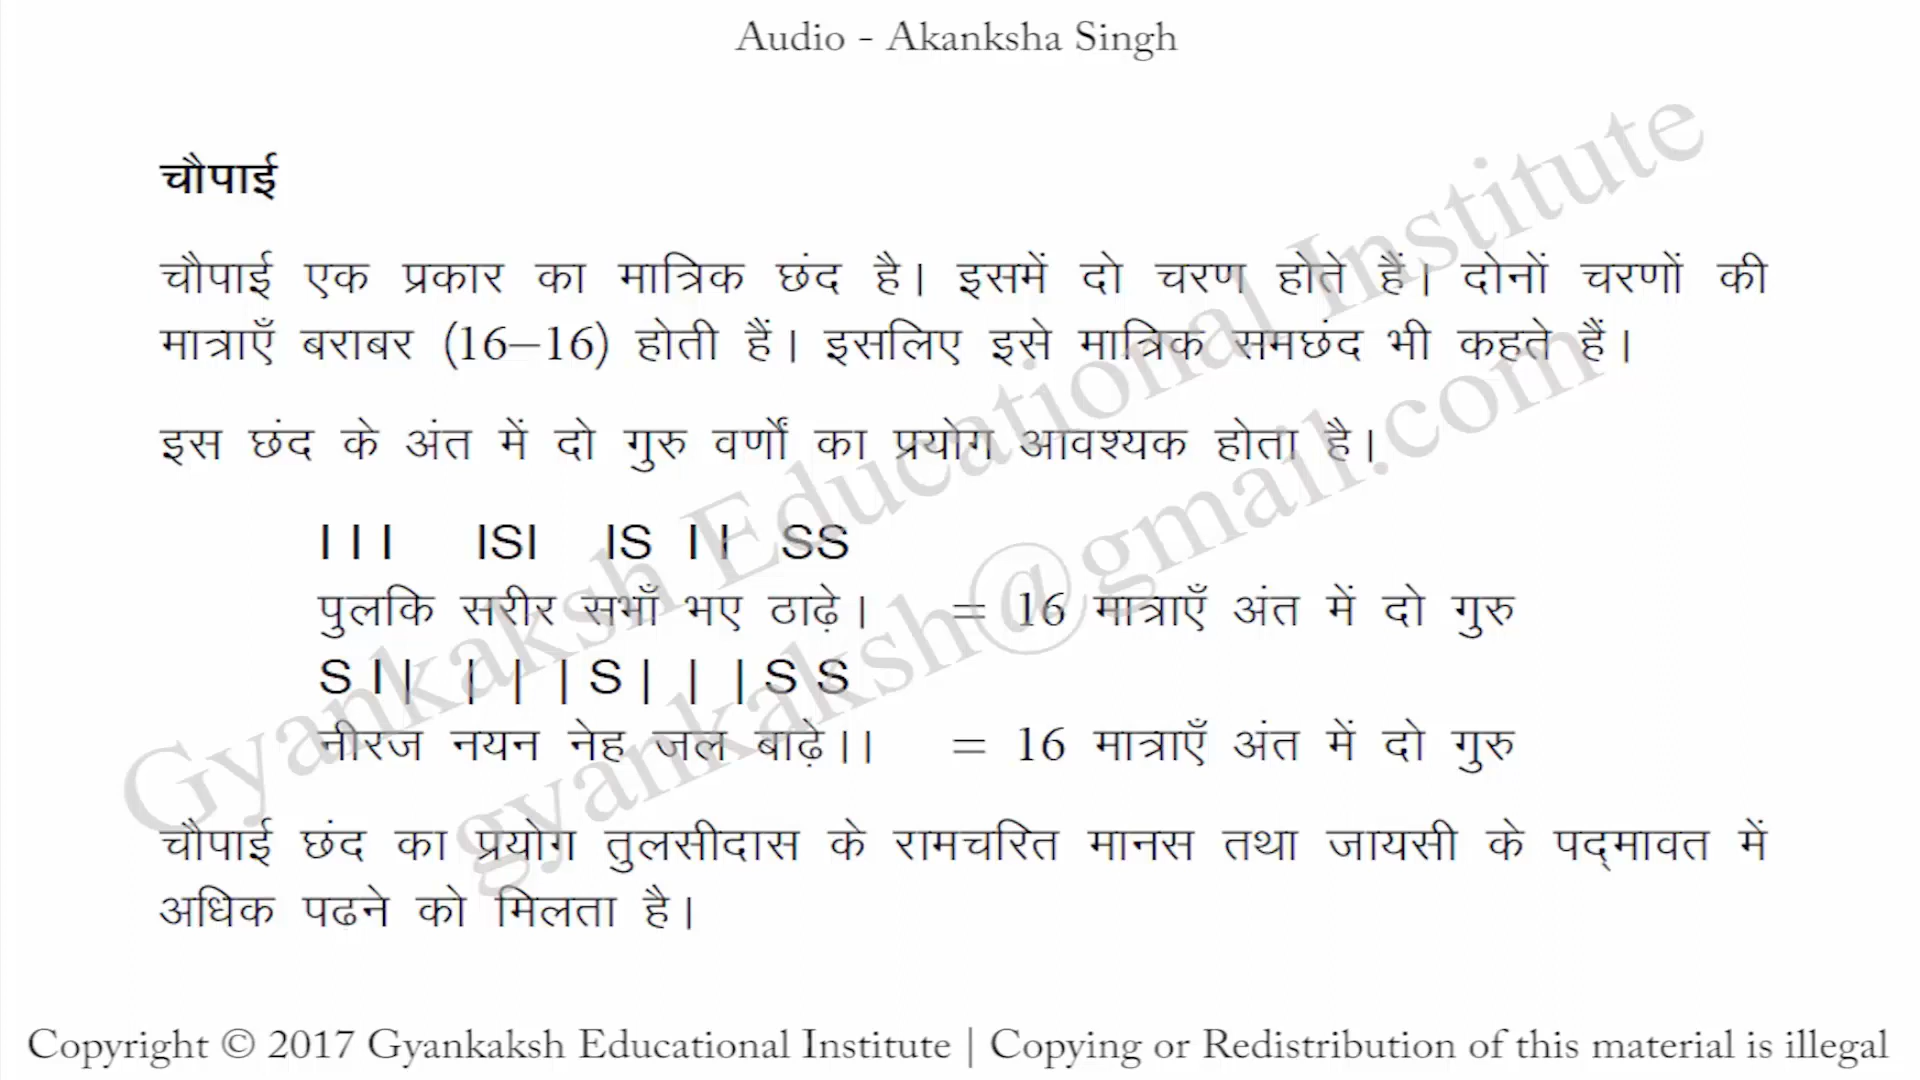 Audio - Akanksha Singh
चौपाई
चौपाई एक प्रकार का मात्रिक छंद है। इसमें दो चरण होते हैं। दोनों चरणों की
मात्राएँ बराबर (16–16) होती हैं। इसलिए इसे मात्रिक समछंद भी कहते हैं।
इस छंद के अंत में दो गुरु वर्णों का प्रयोग आवश्यक होता है।
I I I ISI IS I I SS
पुलकि सरीर सभाँ भए ठाढ़े। = 16 मात्राएँ अंत में दो गुरु
S I | | | | S | | | S S
नीरज नयन नेह जल बाढ़े।। = 16 मात्राएँ अंत में दो गुरु
चौपाई छंद का प्रयोग तुलसीदास के रामचरित मानस तथा जायसी के पद्‌मावत में
अधिक पढने को मिलता है।
Gyankaksh Educational Institute
gyankaksh@gmail.com
Copyright © 2017 Gyankaksh Educational Institute | Copying or Redistribution of this material is illegal